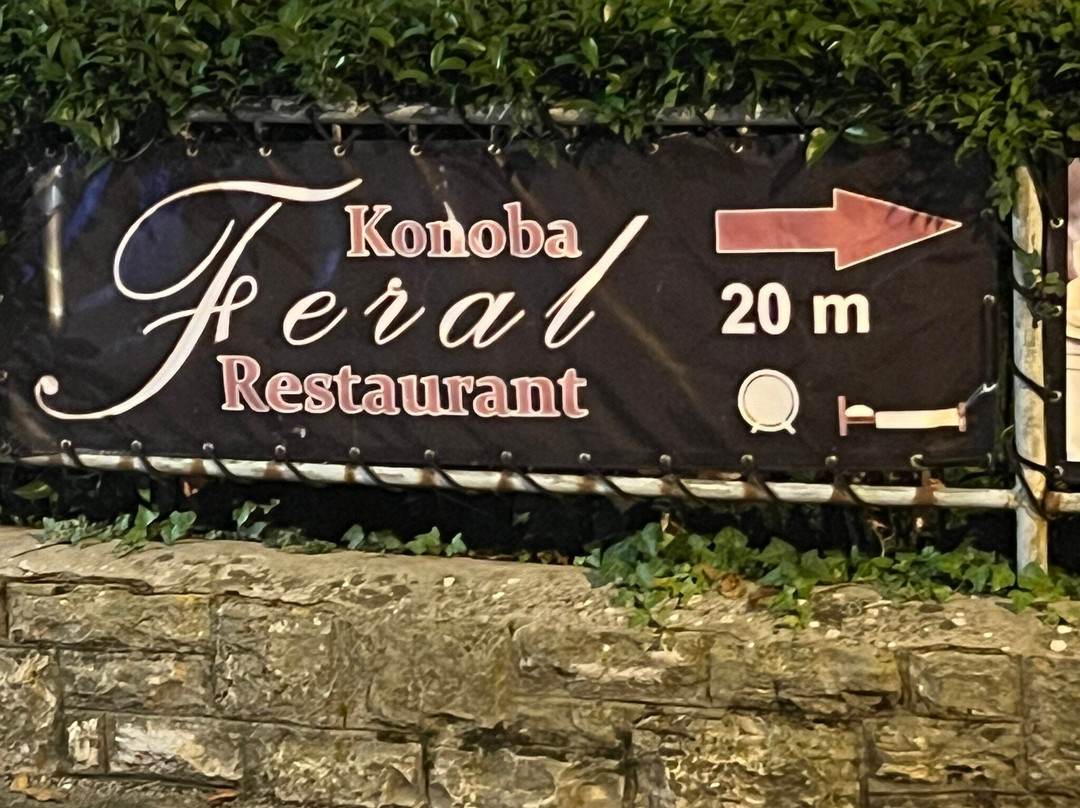 Konoba
Feral
Restaurant
20 m